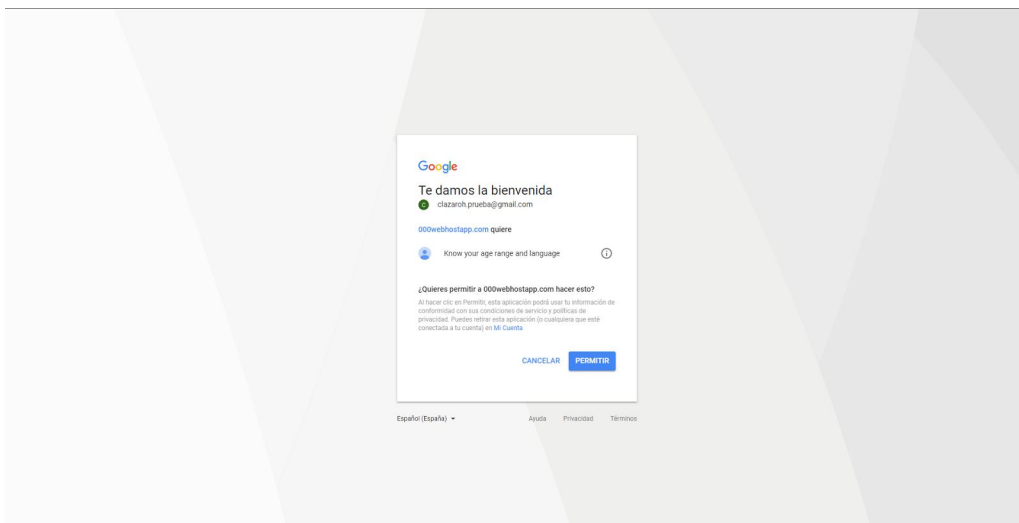 Google
Te damos la bienvenida
C clazaroh.prueba@gmail.com
000webhostapp.com quiere
Know your age range and language
¿Quieres permitir a 000webhostapp.com hacer esto?
Al hacer clic en Permitir, esta aplicación podrá usar tu información de
conformidad con sus condiciones de servicio y políticas de
privacidad. Puedes retirar esta aplicación (o cualquiera que esté
conectada a tu cuenta) en Mi Cuenta
CANCELAR PERMITIR
Español (España) Ayuda Privacidad Términos